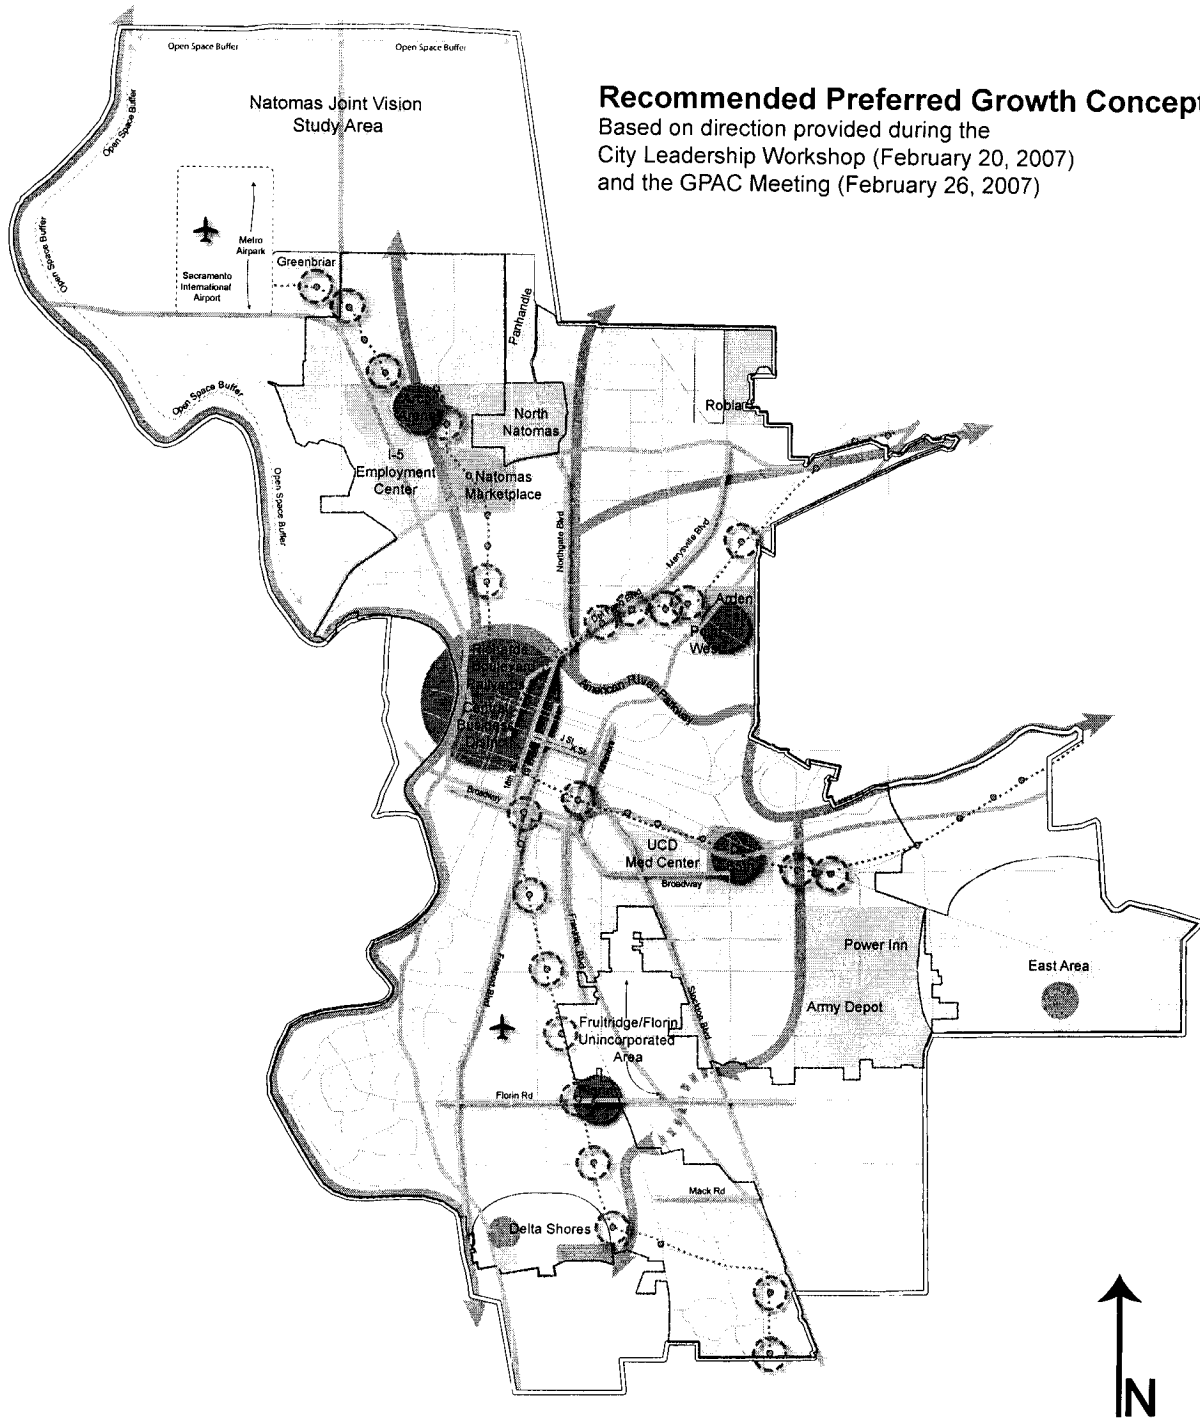 Open Space Buffer
Open Space Buffer
Natomas Joint Vision
Study Area
Recommended Preferred Growth Concept
Based on direction provided during the
City Leadership Workshop (February 20, 2007)
and the GPAC Meeting (February 26, 2007)
Open Space Buffer
Open Space Buffer
Metro
Airpark
Sacramento
International
Airport
Greenbriar
Panhandle
Open Space Buffer
Robla
North
Natomas
I-5
Employment
Center
Natomas
Marketplace
Open Space Buffer
Northgate Blvd
Marysville Blvd
Arden
West
American River Parkway
J St
Broadway
UCD
Med Center
Broadway
Franklin Blvd
Freeport Blvd
Stockton Blvd
Power Inn
East Area
Army Depot
Fruitridge/Florin
Unincorporated
Area
Florin Rd
Mack Rd
Delta Shores
N